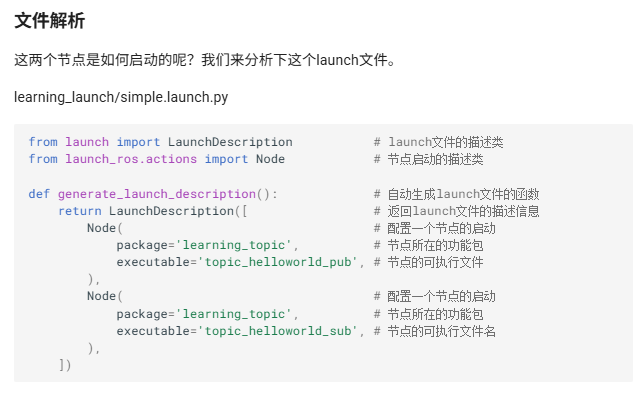 文件解析
这两个节点是如何启动的呢？我们来分析下这个launch文件。
learning_launch/simple.launch.py
from launch import LaunchDescription           # launch文件的描述类
from launch_ros.actions import Node            # 节点启动的描述类

def generate_launch_description():             # 自动生成launch文件的函数
    return LaunchDescription([                 # 返回launch文件的描述信息
        Node(                                  # 配置一个节点的启动
            package='learning_topic',          # 节点所在的功能包
            executable='topic_helloworld_pub', # 节点的可执行文件
        ),
        Node(                                  # 配置一个节点的启动
            package='learning_topic',          # 节点所在的功能包
            executable='topic_helloworld_sub', # 节点的可执行文件名
        ),
    ])